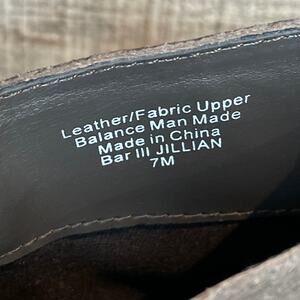 Leather/Fabric Upper
Balance Man Made
Made in China
Bar III JILLIAN
7M